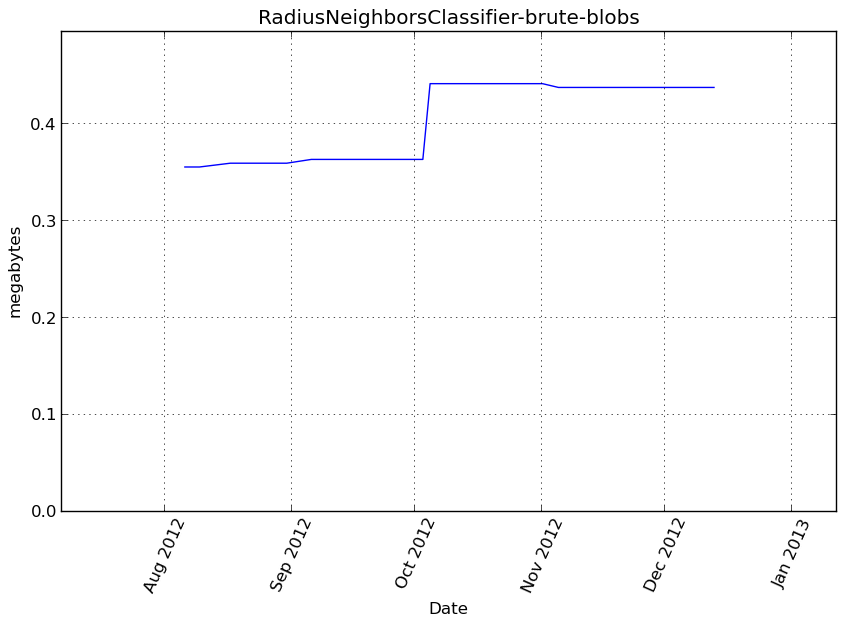 RadiusNeighborsClassifier-brute-blobs
megabytes
0.4
0.3
0.2
0.1
0.0
Aug 2012
Sep 2012
Oct 2012
Nov 2012
Dec 2012
Jan 2013
Date